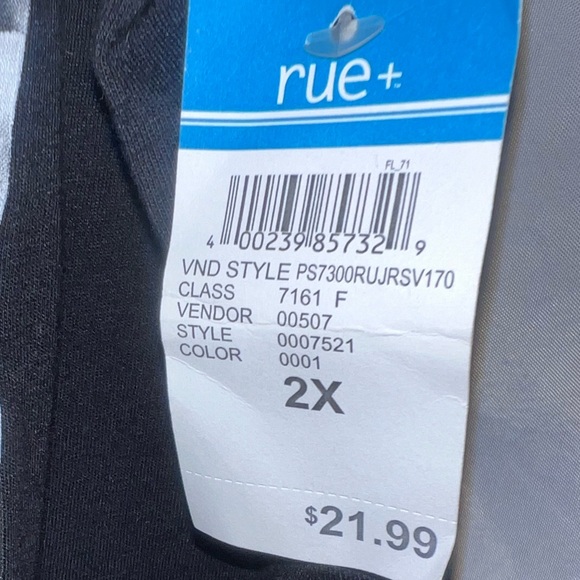 rue+
FL_71
4 00239 85732 9
VND STYLE PS7300RUJRSV170
CLASS 7161 F
VENDOR 00507
STYLE 0007521
COLOR 0001
2X
$21.99